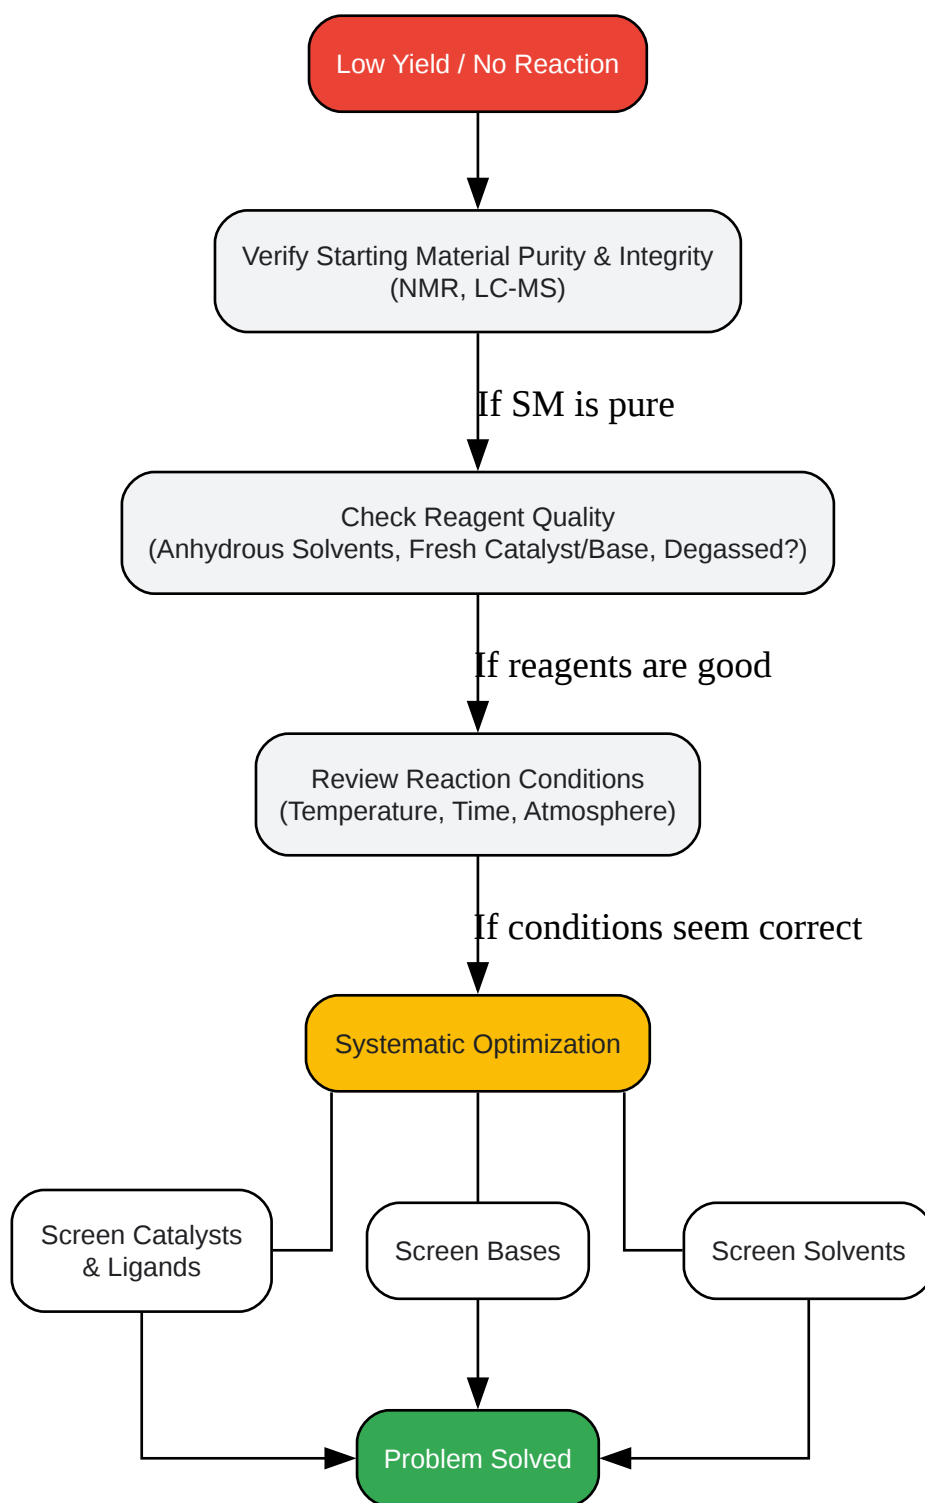 Low Yield / No Reaction
Verify Starting Material Purity & Integrity
(NMR, LC-MS)
If SM is pure
Check Reagent Quality
(Anhydrous Solvents, Fresh Catalyst/Base, Degassed?)
If reagents are good
Review Reaction Conditions
(Temperature, Time, Atmosphere)
If conditions seem correct
Systematic Optimization
Screen Catalysts
& Ligands
Screen Bases
Screen Solvents
Problem Solved